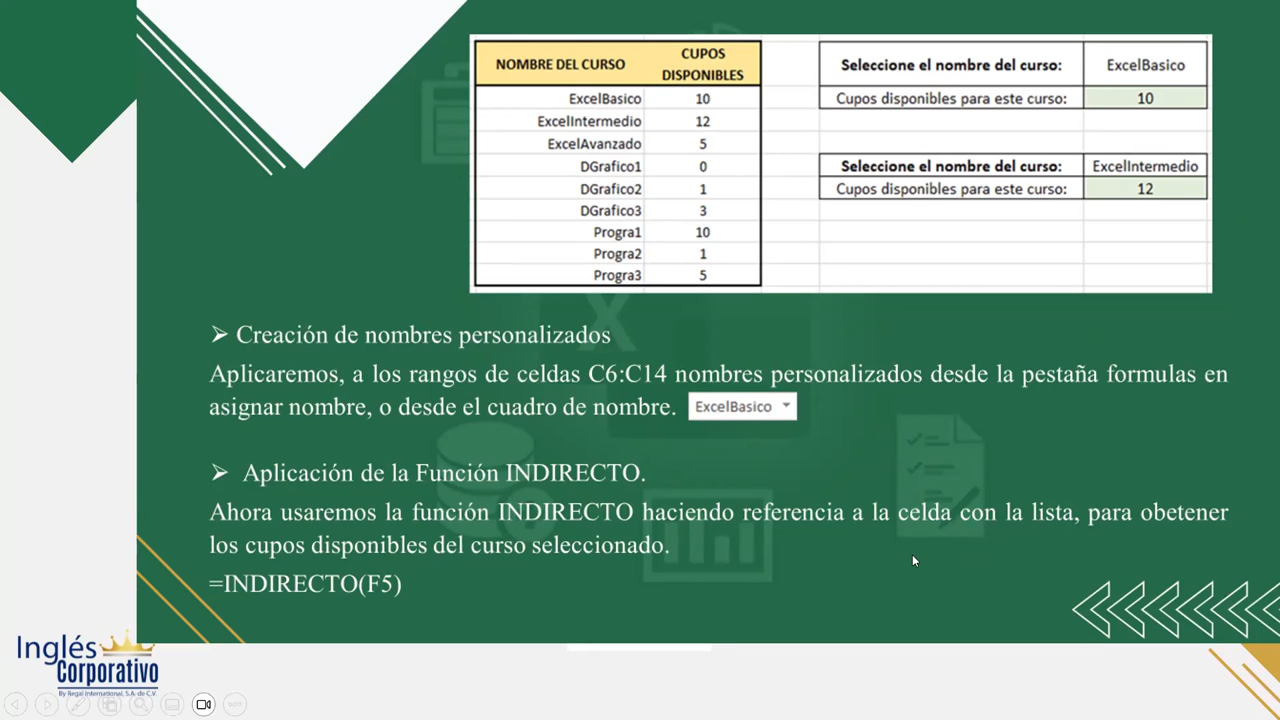 NOMBRE DEL CURSO CUPOS DISPONIBLES
ExcelBasico 10
ExcelIntermedio 12
ExcelAvanzado 5
DGrafico1 0
DGrafico2 1
DGrafico3 3
Progra1 10
Progra2 1
Progra3 5
Seleccione el nombre del curso: ExcelBasico
Cupos disponibles para este curso: 10
Seleccione el nombre del curso: ExcelIntermedio
Cupos disponibles para este curso: 12
➢ Creación de nombres personalizados
Aplicaremos, a los rangos de celdas C6:C14 nombres personalizados desde la pestaña formulas en
asignar nombre, o desde el cuadro de nombre. ExcelBasico
➢ Aplicación de la Función INDIRECTO.
Ahora usaremos la función INDIRECTO haciendo referencia a la celda con la lista, para obetener
los cupos disponibles del curso seleccionado.
=INDIRECTO(F5)
Inglés
Corporativo
By Regal International, S.A. de C.V.